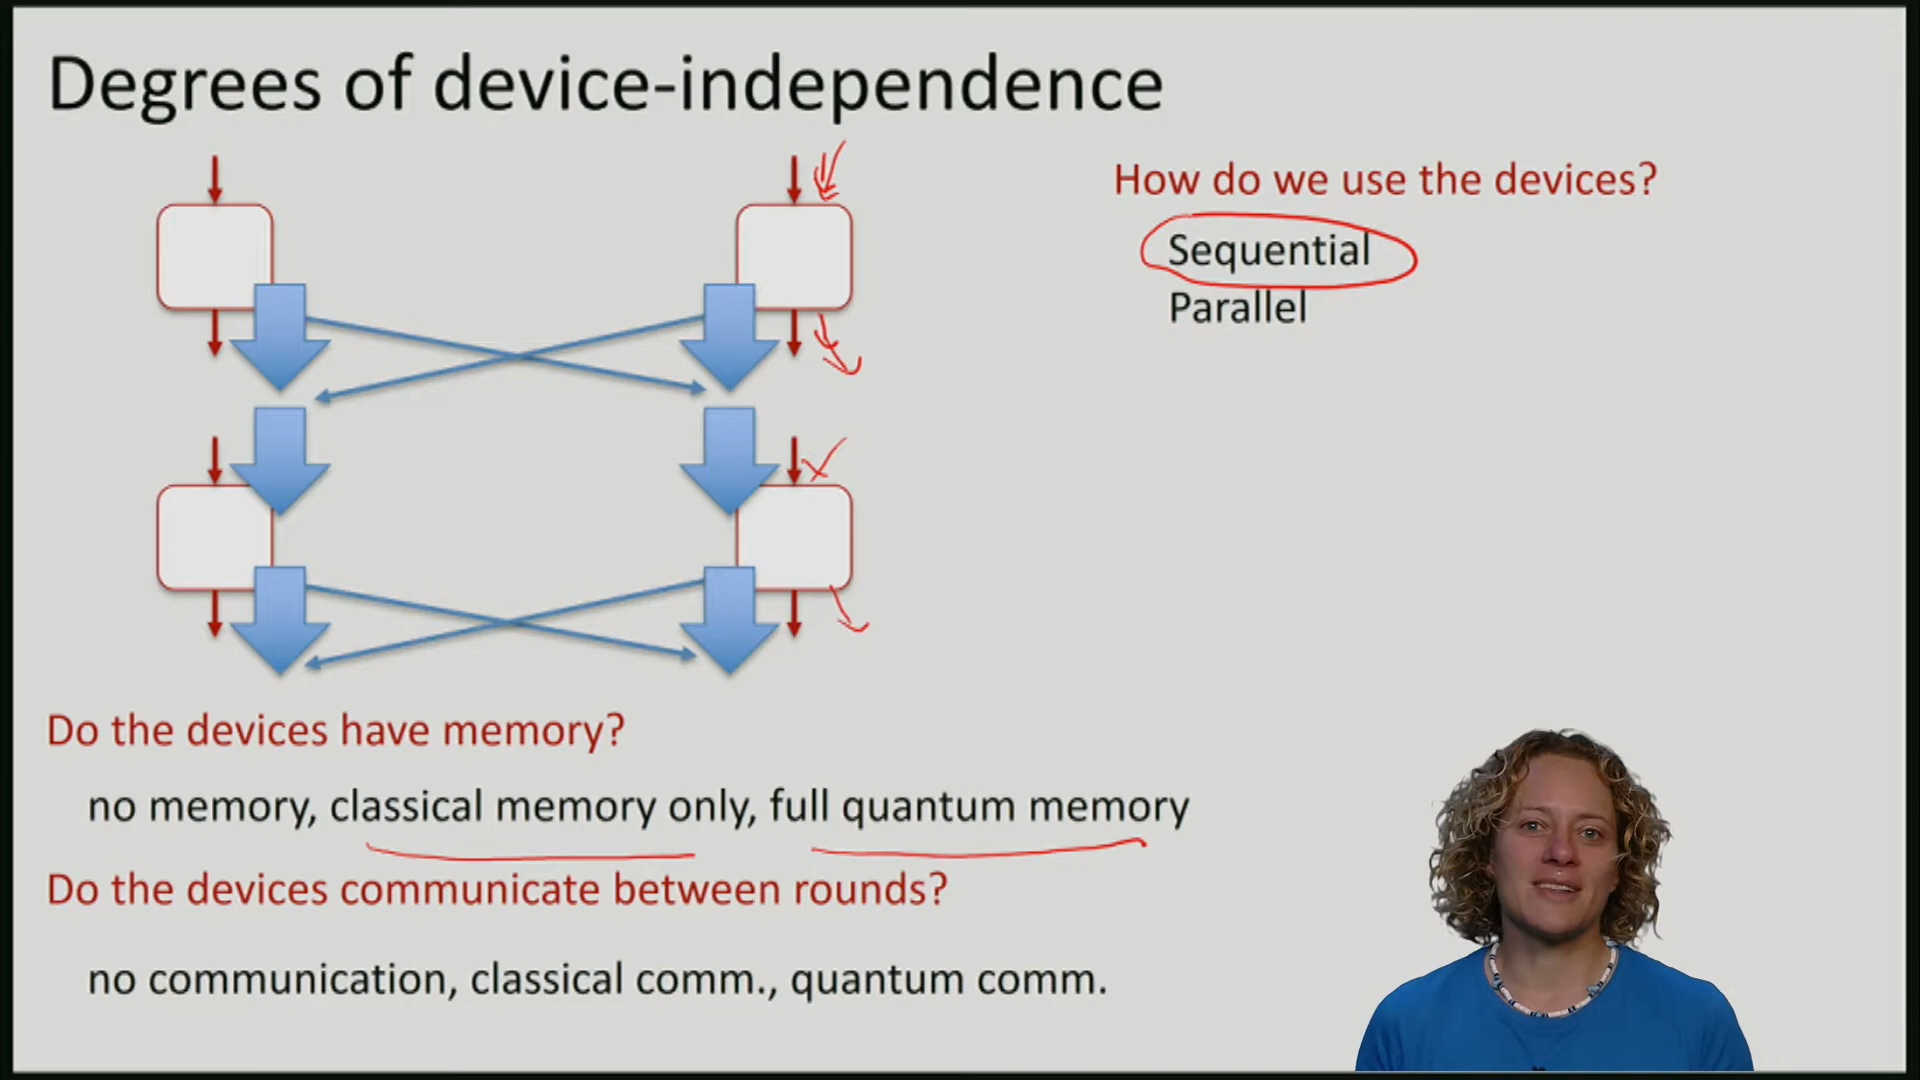 Degrees of device-independence
How do we use the devices?
Sequential
Parallel
Do the devices have memory?
no memory, classical memory only, full quantum memory
Do the devices communicate between rounds?
no communication, classical comm., quantum comm.